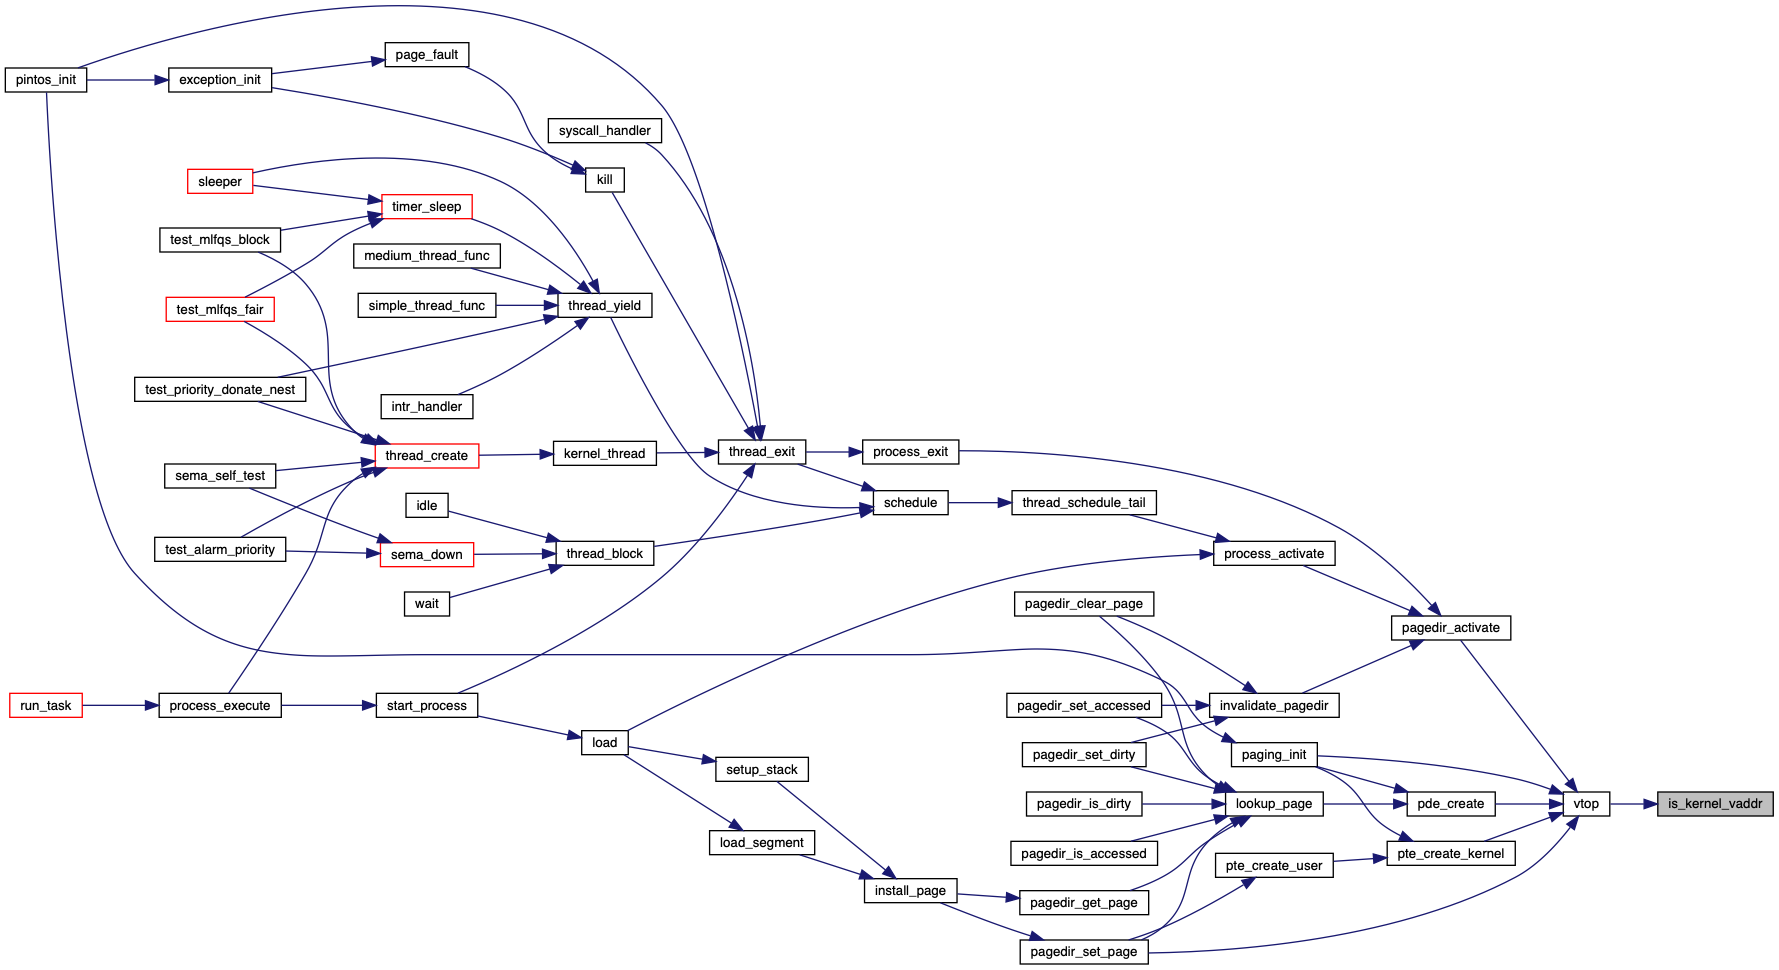 page_fault
pintos_init
exception_init
syscall_handler
kill
sleeper
timer_sleep
test_mlfqs_block
medium_thread_func
test_mlfqs_fair
simple_thread_func
thread_yield
test_priority_donate_nest
intr_handler
thread_create
kernel_thread
thread_exit
process_exit
sema_self_test
idle
schedule
thread_schedule_tail
test_alarm_priority
sema_down
thread_block
process_activate
wait
pagedir_clear_page
pagedir_activate
run_task
process_execute
start_process
pagedir_set_accessed
invalidate_pagedir
load
setup_stack
pagedir_set_dirty
paging_init
pagedir_is_dirty
lookup_page
pde_create
vtop
is_kernel_vaddr
load_segment
pagedir_is_accessed
pte_create_user
pte_create_kernel
install_page
pagedir_get_page
pagedir_set_page